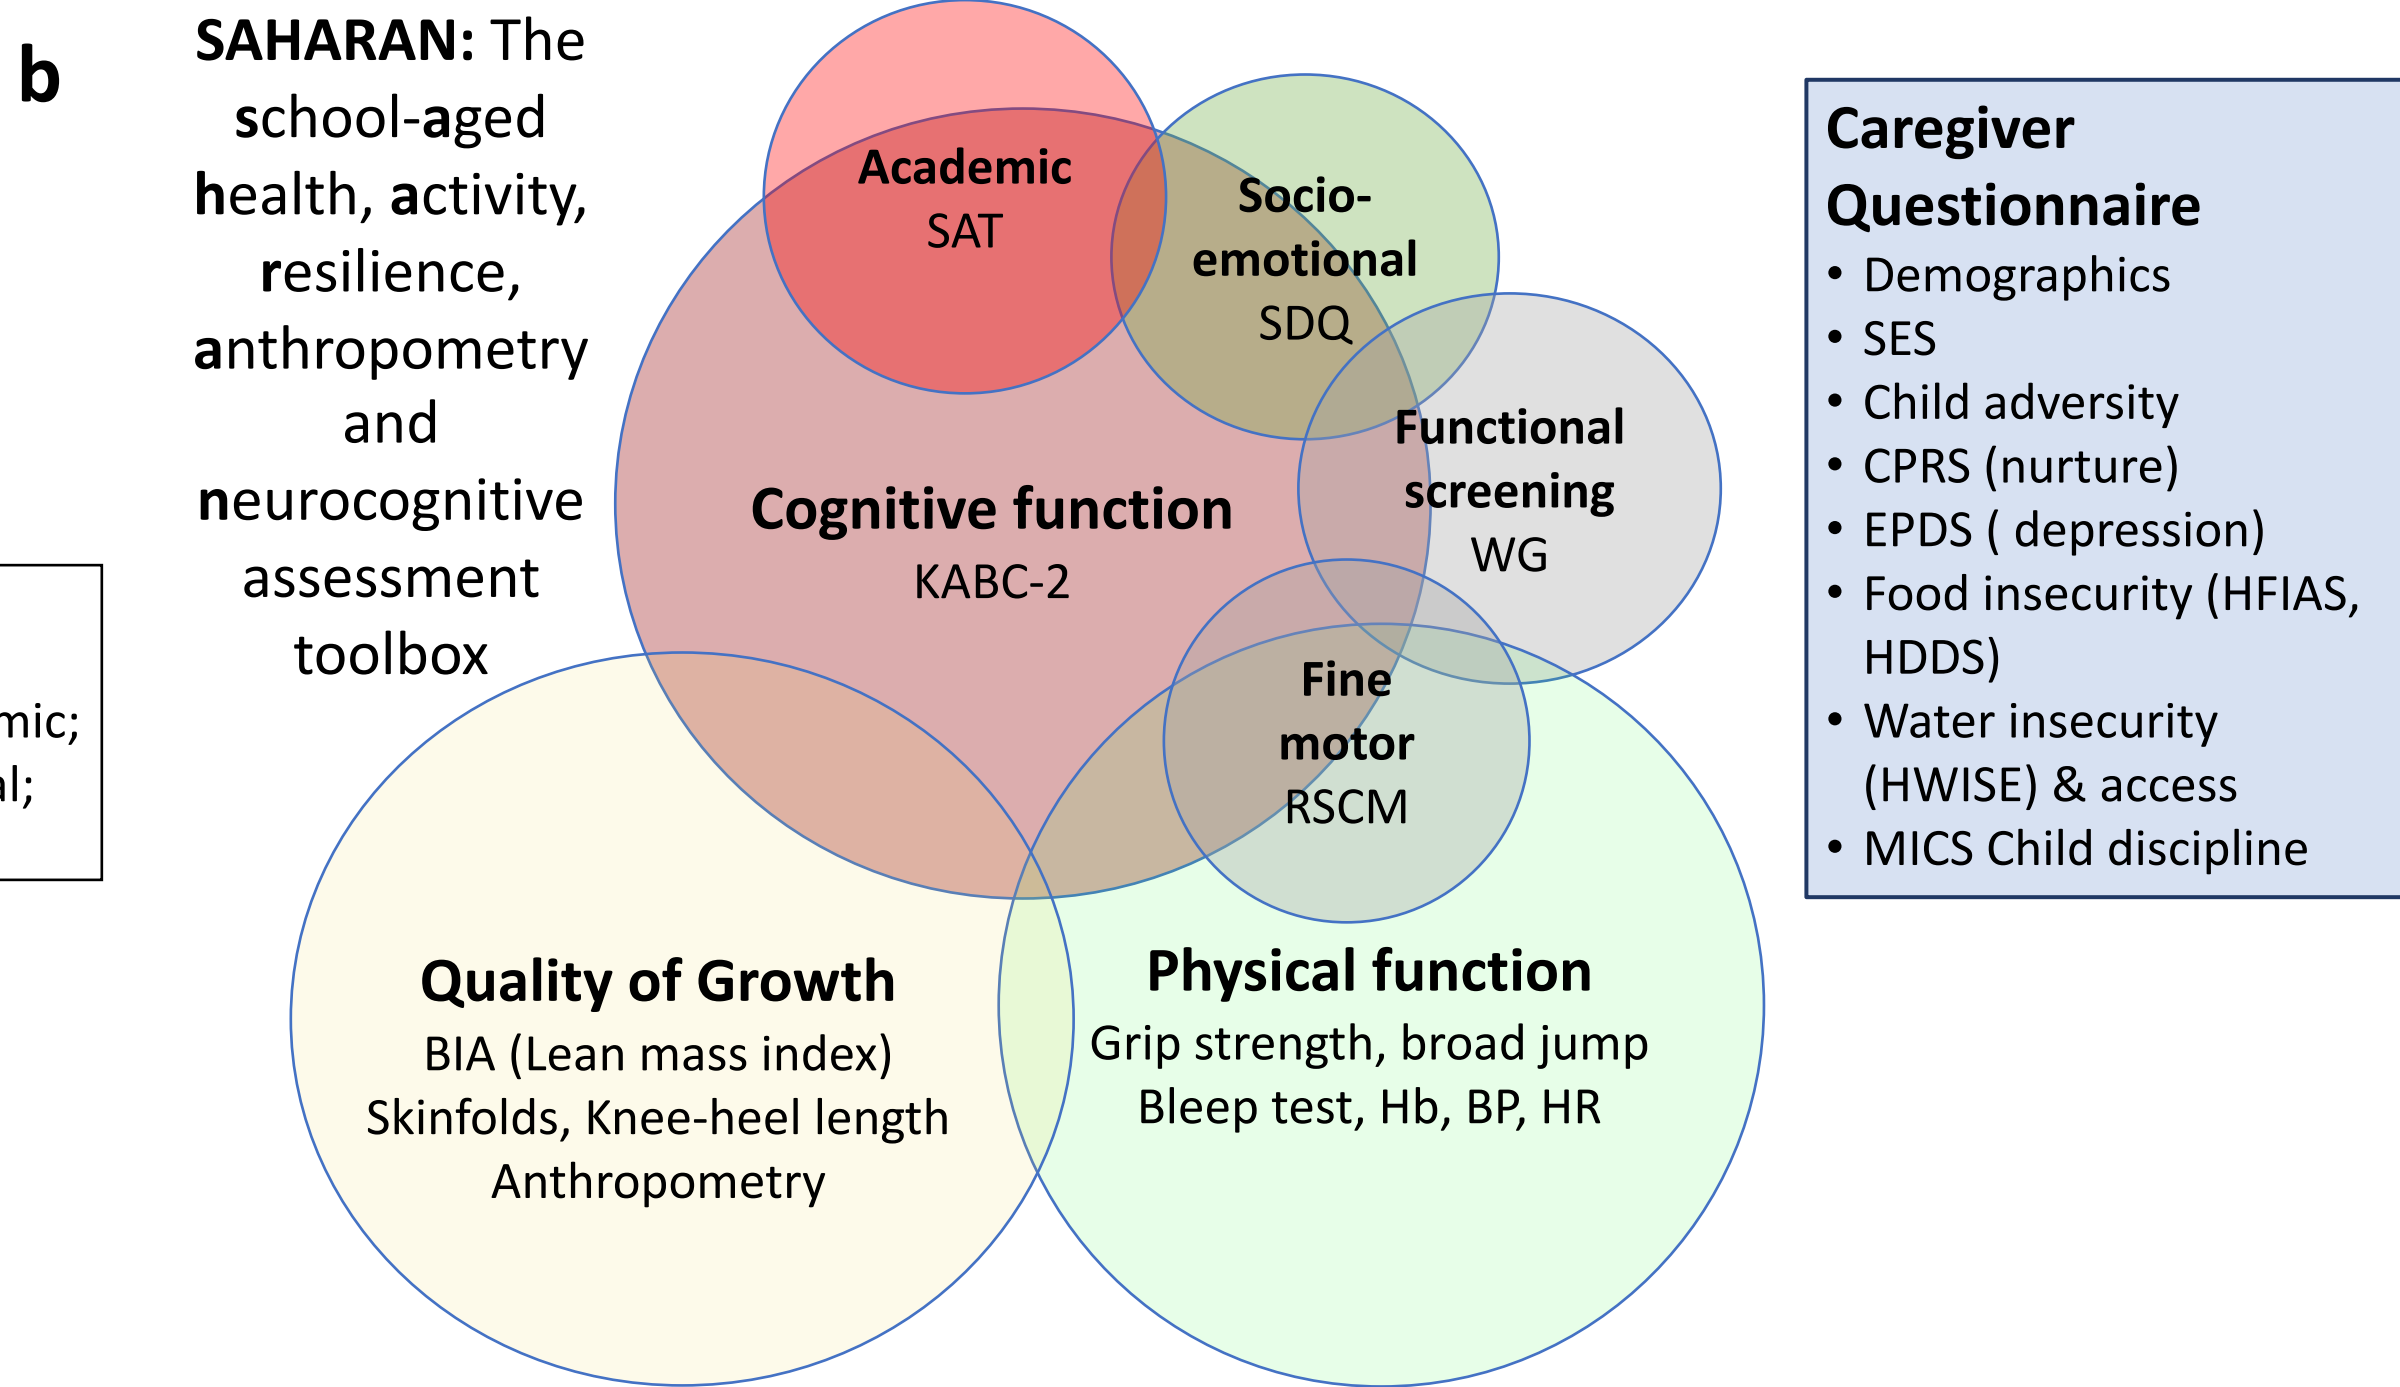 b
SAHARAN: The
school-aged
health, activity,
resilience,
anthropometry
and
neurocognitive
assessment
toolbox
mic;
al;
Academic
SAT
Socio-
emotional
SDQ
Functional
screening
WG
Cognitive function
KABC-2
Fine
motor
RSCM
Quality of Growth
BIA (Lean mass index)
Skinfolds, Knee-heel length
Anthropometry
Physical function
Grip strength, broad jump
Bleep test, Hb, BP, HR
Caregiver
Questionnaire
• Demographics
• SES
• Child adversity
• CPRS (nurture)
• EPDS ( depression)
• Food insecurity (HFIAS,
HDDS)
• Water insecurity
(HWISE) & access
• MICS Child discipline